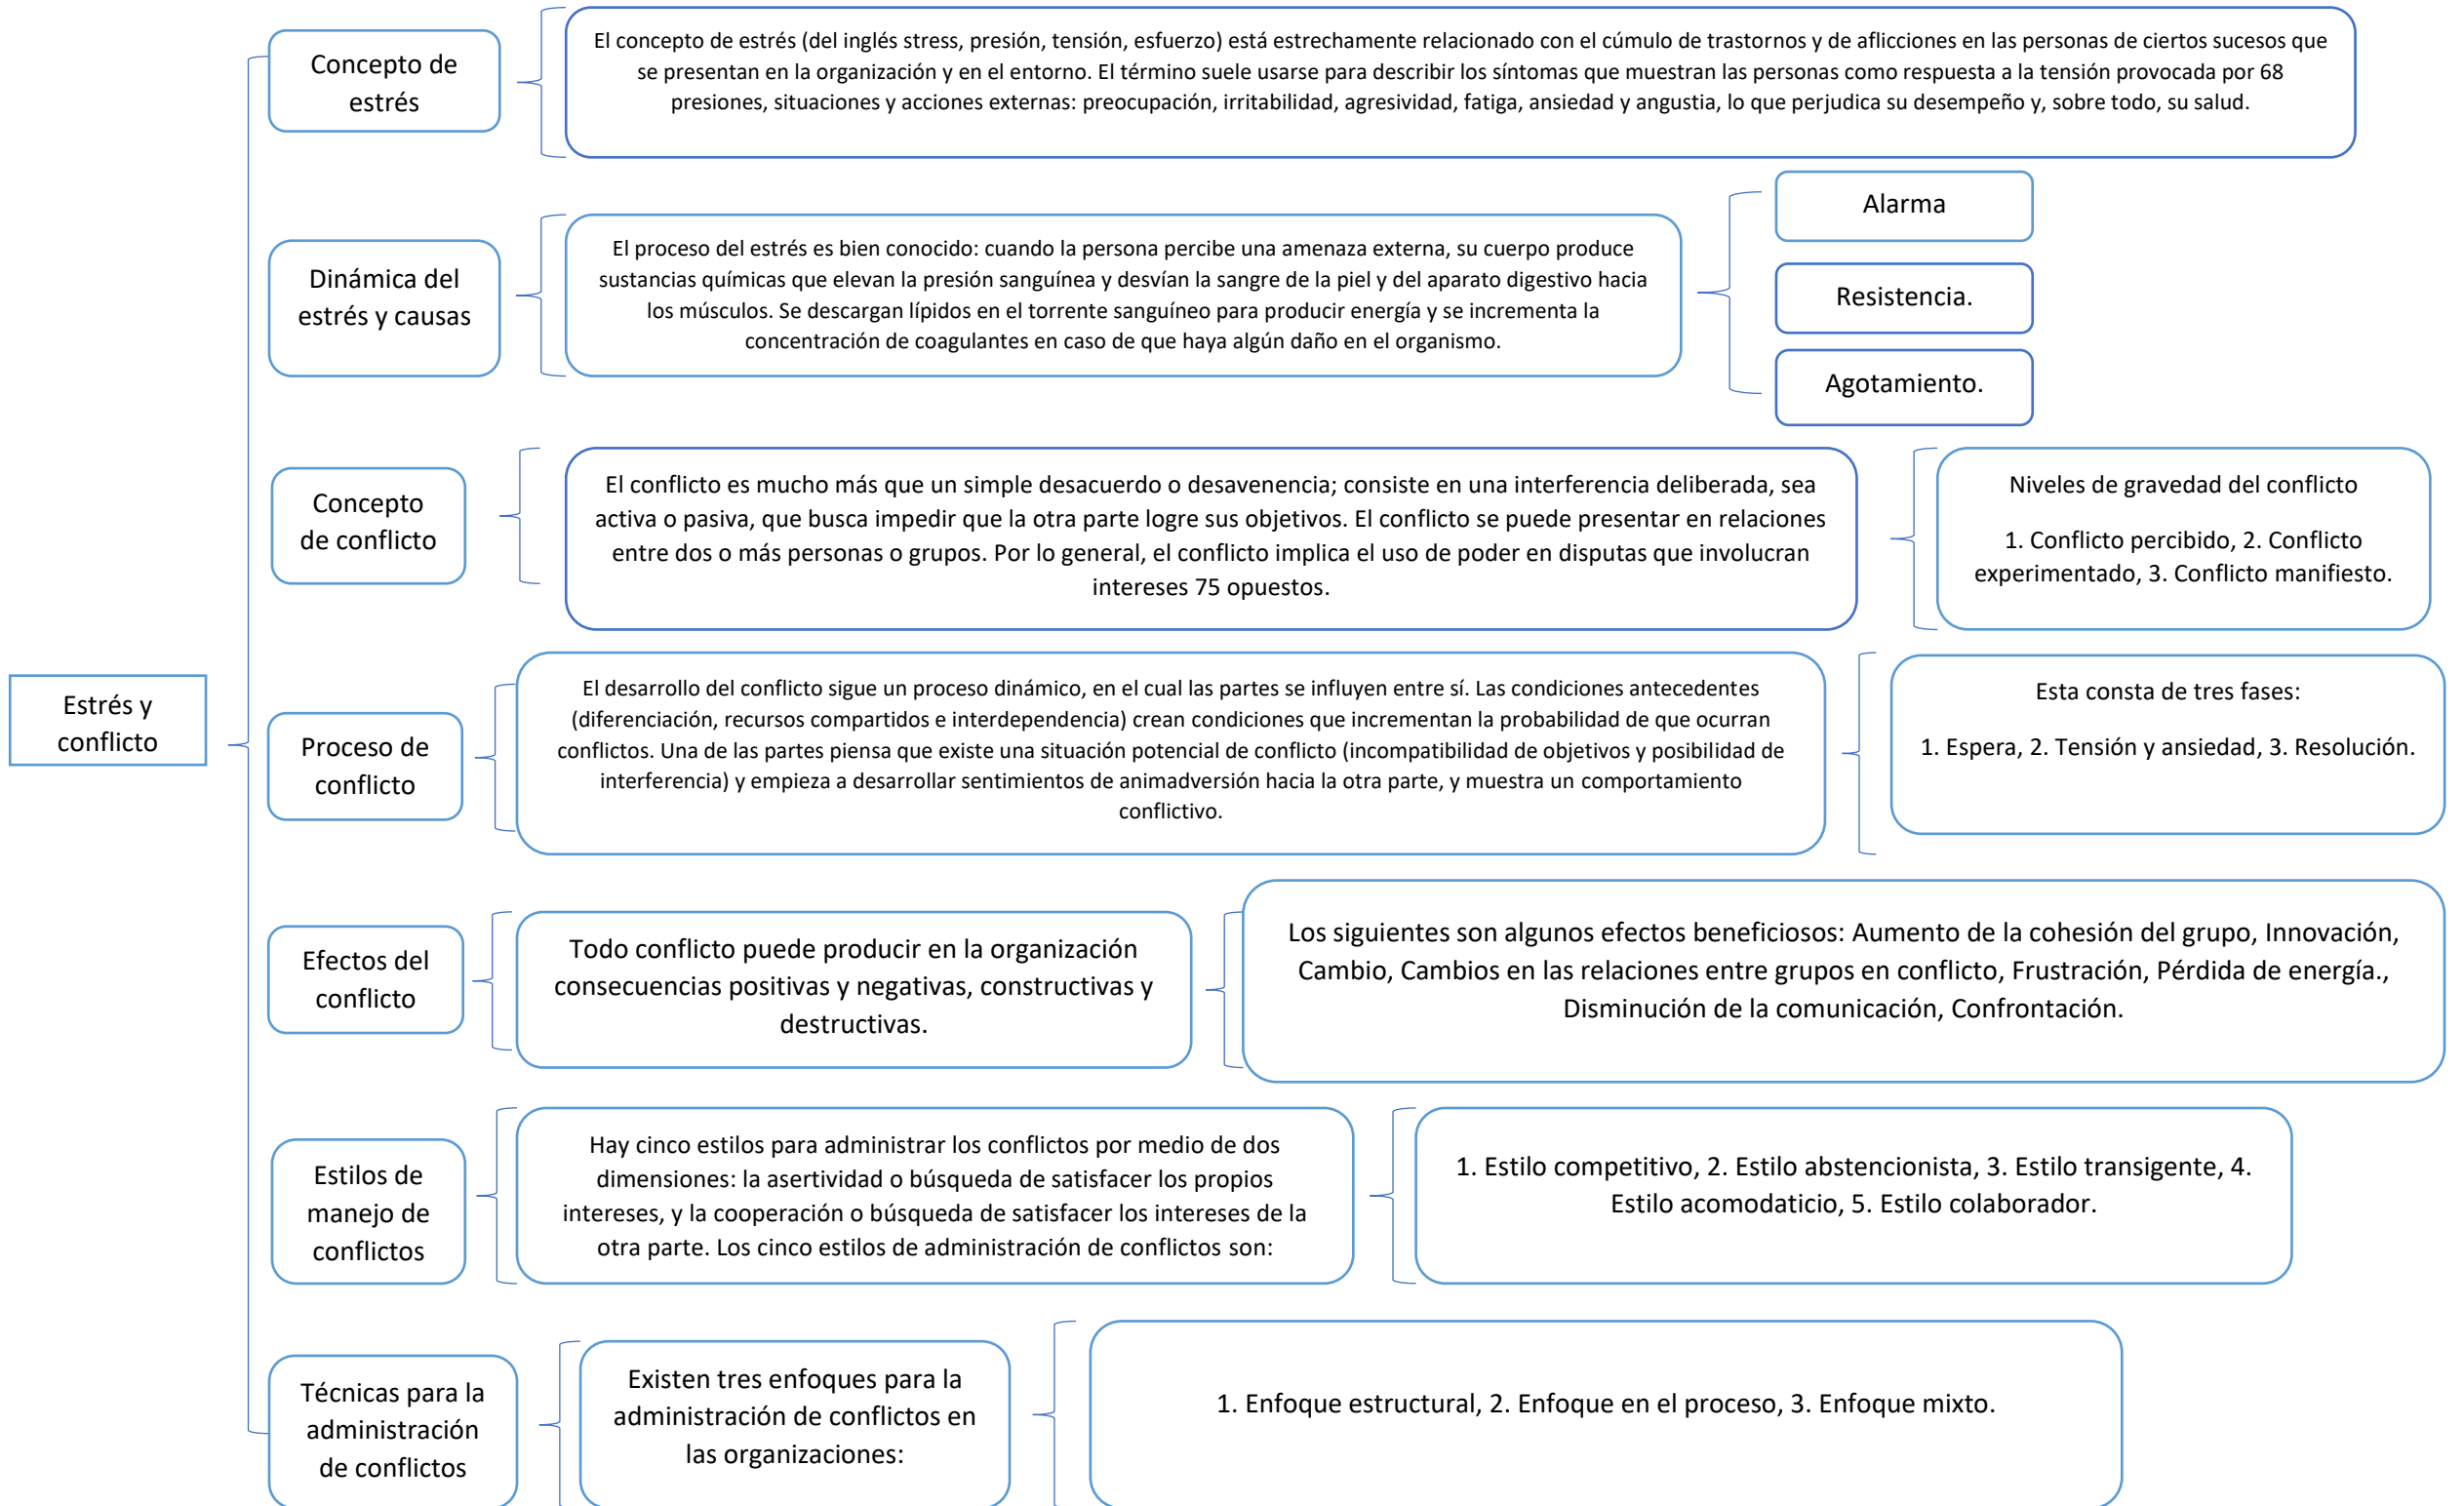 Concepto de
estrés
El concepto de estrés (del inglés stress, presión, tensión, esfuerzo) está estrechamente relacionado con el cúmulo de trastornos y de aflicciones en las personas de ciertos sucesos que
se presentan en la organización y en el entorno. El término suele usarse para describir los síntomas que muestran las personas como respuesta a la tensión provocada por 68
presiones, situaciones y acciones externas: preocupación, irritabilidad, agresividad, fatiga, ansiedad y angustia, lo que perjudica su desempeño y, sobre todo, su salud.
Dinámica del
estrés y causas
El proceso del estrés es bien conocido: cuando la persona percibe una amenaza externa, su cuerpo produce
sustancias químicas que elevan la presión sanguínea y desvían la sangre de la piel y del aparato digestivo hacia
los músculos. Se descargan lípidos en el torrente sanguíneo para producir energía y se incrementa la
concentración de coagulantes en caso de que haya algún daño en el organismo.
Alarma
Resistencia.
Agotamiento.
Concepto
de conflicto
El conflicto es mucho más que un simple desacuerdo o desavenencia; consiste en una interferencia deliberada, sea
activa o pasiva, que busca impedir que la otra parte logre sus objetivos. El conflicto se puede presentar en relaciones
entre dos o más personas o grupos. Por lo general, el conflicto implica el uso de poder en disputas que involucran
intereses 75 opuestos.
Niveles de gravedad del conflicto
1. Conflicto percibido, 2. Conflicto
experimentado, 3. Conflicto manifiesto.
Estrés y
conflicto
Proceso de
conflicto
El desarrollo del conflicto sigue un proceso dinámico, en el cual las partes se influyen entre sí. Las condiciones antecedentes
(diferenciación, recursos compartidos e interdependencia) crean condiciones que incrementan la probabilidad de que ocurran
conflictos. Una de las partes piensa que existe una situación potencial de conflicto (incompatibilidad de objetivos y posibilidad de
interferencia) y empieza a desarrollar sentimientos de animadversión hacia la otra parte, y muestra un comportamiento
conflictivo.
Esta consta de tres fases:
1. Espera, 2. Tensión y ansiedad, 3. Resolución.
Efectos del
conflicto
Todo conflicto puede producir en la organización
consecuencias positivas y negativas, constructivas y
destructivas.
Los siguientes son algunos efectos beneficiosos: Aumento de la cohesión del grupo, Innovación,
Cambio, Cambios en las relaciones entre grupos en conflicto, Frustración, Pérdida de energía.,
Disminución de la comunicación, Confrontación.
Estilos de
manejo de
conflictos
Hay cinco estilos para administrar los conflictos por medio de dos
dimensiones: la asertividad o búsqueda de satisfacer los propios
intereses, y la cooperación o búsqueda de satisfacer los intereses de la
otra parte. Los cinco estilos de administración de conflictos son:
1. Estilo competitivo, 2. Estilo abstencionista, 3. Estilo transigente, 4.
Estilo acomodaticio, 5. Estilo colaborador.
Técnicas para la
administración
de conflictos
Existen tres enfoques para la
administración de conflictos en
las organizaciones:
1. Enfoque estructural, 2. Enfoque en el proceso, 3. Enfoque mixto.